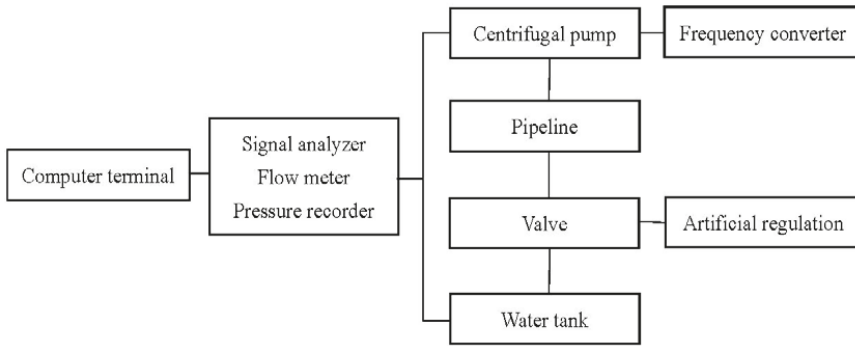 Centrifugal pump
Frequency converter
Pipeline
Signal analyzer
Flow meter
Pressure recorder
Computer terminal
Valve
Artificial regulation
Water tank